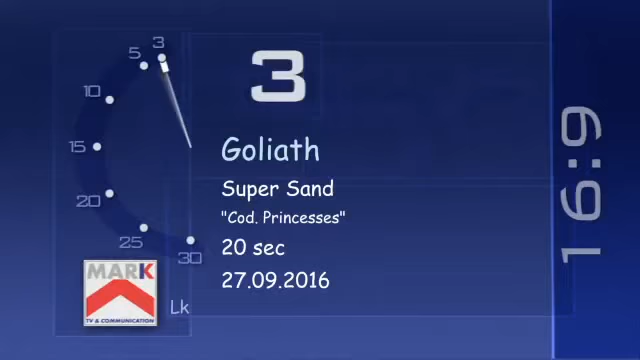 3
5
10
15
20
25
30
3
Goliath
Super Sand
"Cod. Princesses"
20 sec
27.09.2016
MARK
TV & COMMUNICATION
Lk
16:9